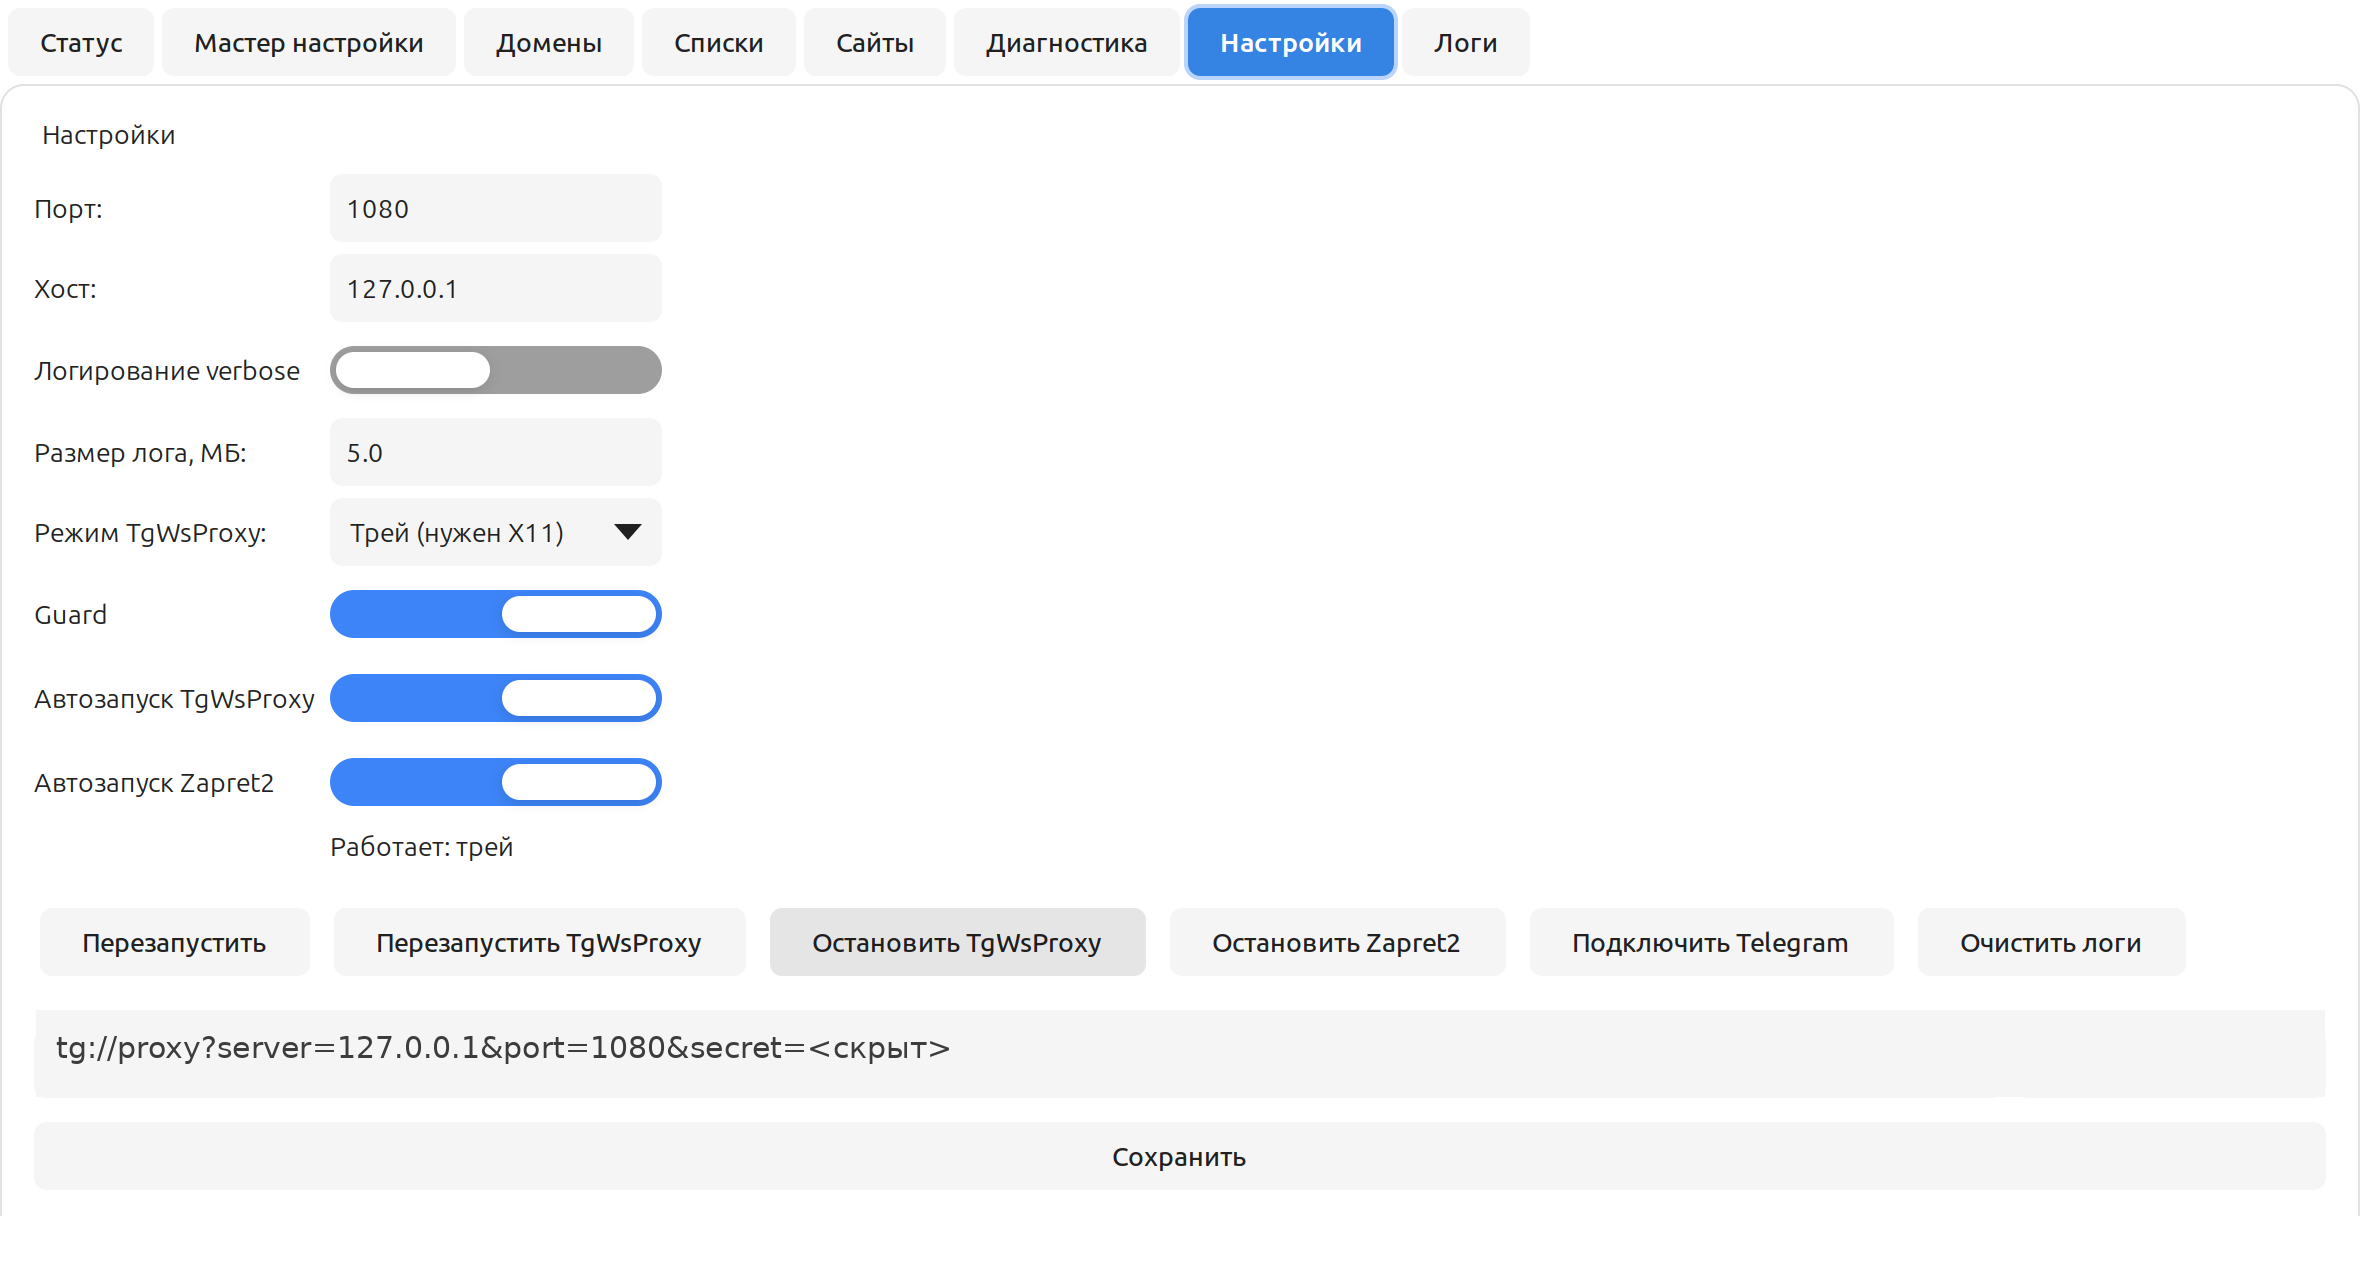 Статус Мастер настройки Домены Списки Сайты Диагностика Настройки Логи
Настройки
Порт: 1080
Хост: 127.0.0.1
Логирование verbose
Размер лога, МБ: 5.0
Режим TgWsProxy: Трей (нужен X11)
Guard
Автозапуск TgWsProxy
Автозапуск Zapret2
Работает: трей
Перезапустить Перезапустить TgWsProxy Остановить TgWsProxy Остановить Zapret2 Подключить Telegram Очистить логи
tg://proxy?server=127.0.0.1&port=1080&secret=<скрыт>
Сохранить